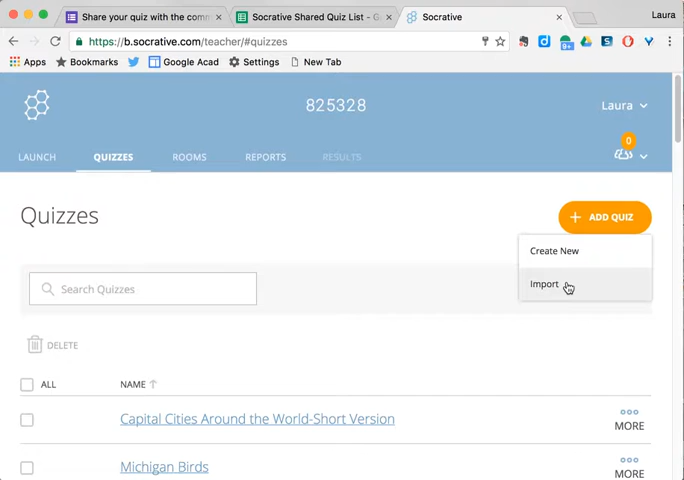 Share your quiz with the comm
Socrative Shared Quiz List - G
Socrative
Laura
https://b.socrative.com/teacher/#quizzes
9+
Apps
Bookmarks
Google Acad
Settings
New Tab
825328
Laura
0
LAUNCH
QUIZZES
ROOMS
REPORTS
RESULTS
Quizzes
+ ADD QUIZ
Create New
Search Quizzes
Import
DELETE
ALL
NAME
Capital Cities Around the World-Short Version
MORE
Michigan Birds
MORE